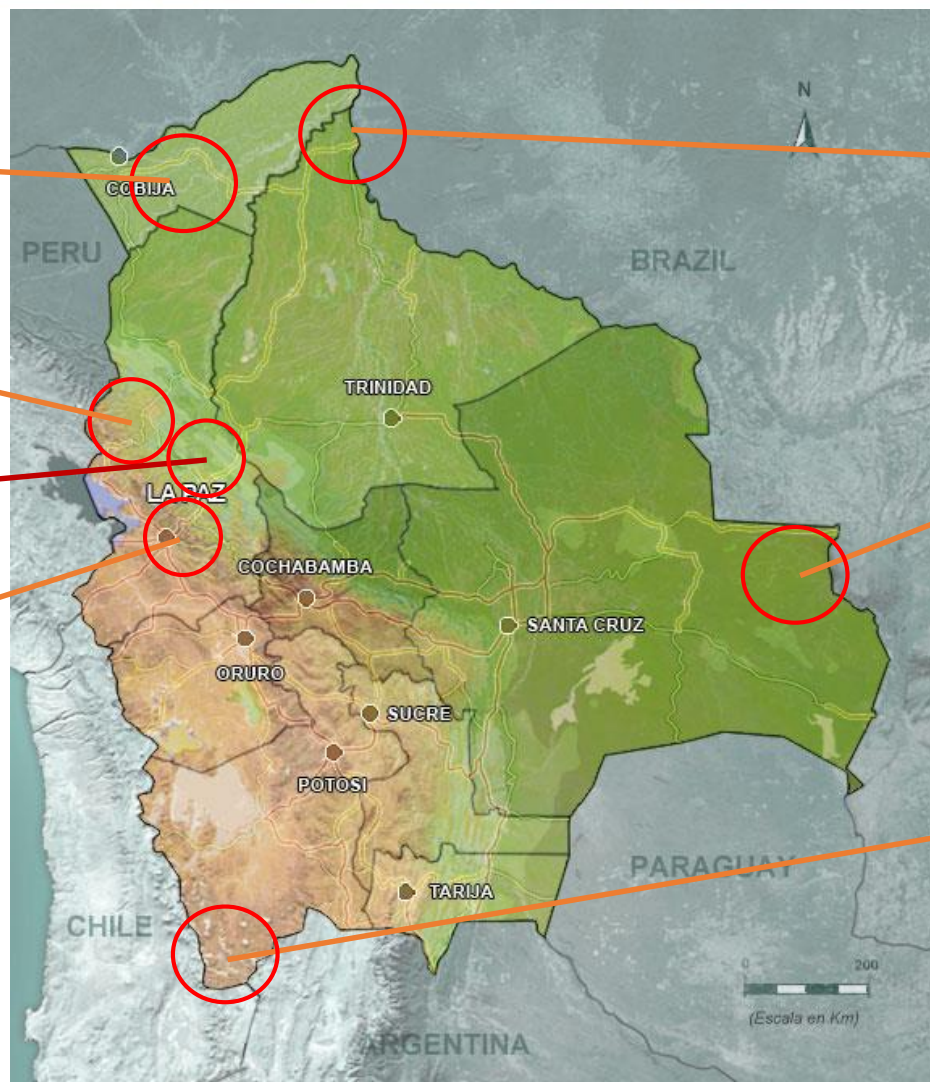 N
COBIJA
PERU
BRAZIL
TRINIDAD
LA PAZ
COCHABAMBA
SANTA CRUZ
ORURO
SUCRE
POTOSI
PARAGUAY
TARIJA
CHILE
0 200
(Escala en Km)
ARGENTINA